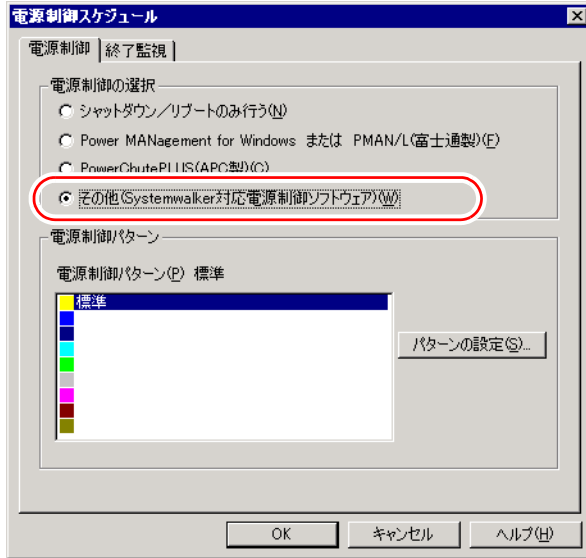 電源制御スケジュール
電源制御 終了監視
電源制御の選択
シャットダウン／リブートのみ行う(N)
Power MANagement for Windows または PMAN/L(富士通製)(F)
PowerChutePLUS(APC製)(C)
その他(Systemwalker対応電源制御ソフトウェア)(W)
電源制御パターン
電源制御パターン(P) 標準
標準
パターンの設定(S)...
OK キャンセル ヘルプ(H)